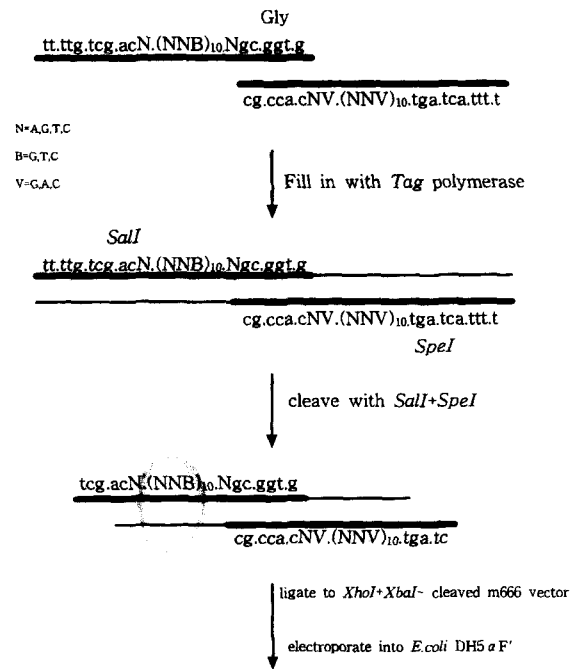 Gly
tt.ttg.tcg.acN.(NNB)10.Ngc.ggt.g
cg.cca.cNV.(NNV)10.tga.tca.ttt.t
N=A,G,T,C
B=G,T,C
V=G,A,C
Fill in with Tag polymerase
SalI
tt.ttg.tcg.acN.(NNB)10.Ngc.ggt.g
cg.cca.cNV.(NNV)10.tga.tca.ttt.t
SpeI
cleave with SalI+SpeI
tcg.acN.(NNB)10.Ngc.ggt.g
cg.cca.cNV.(NNV)10.tga.tc
ligate to XhoI+XbaI- cleaved m666 vector
electroporate into E.coli DH5αF'